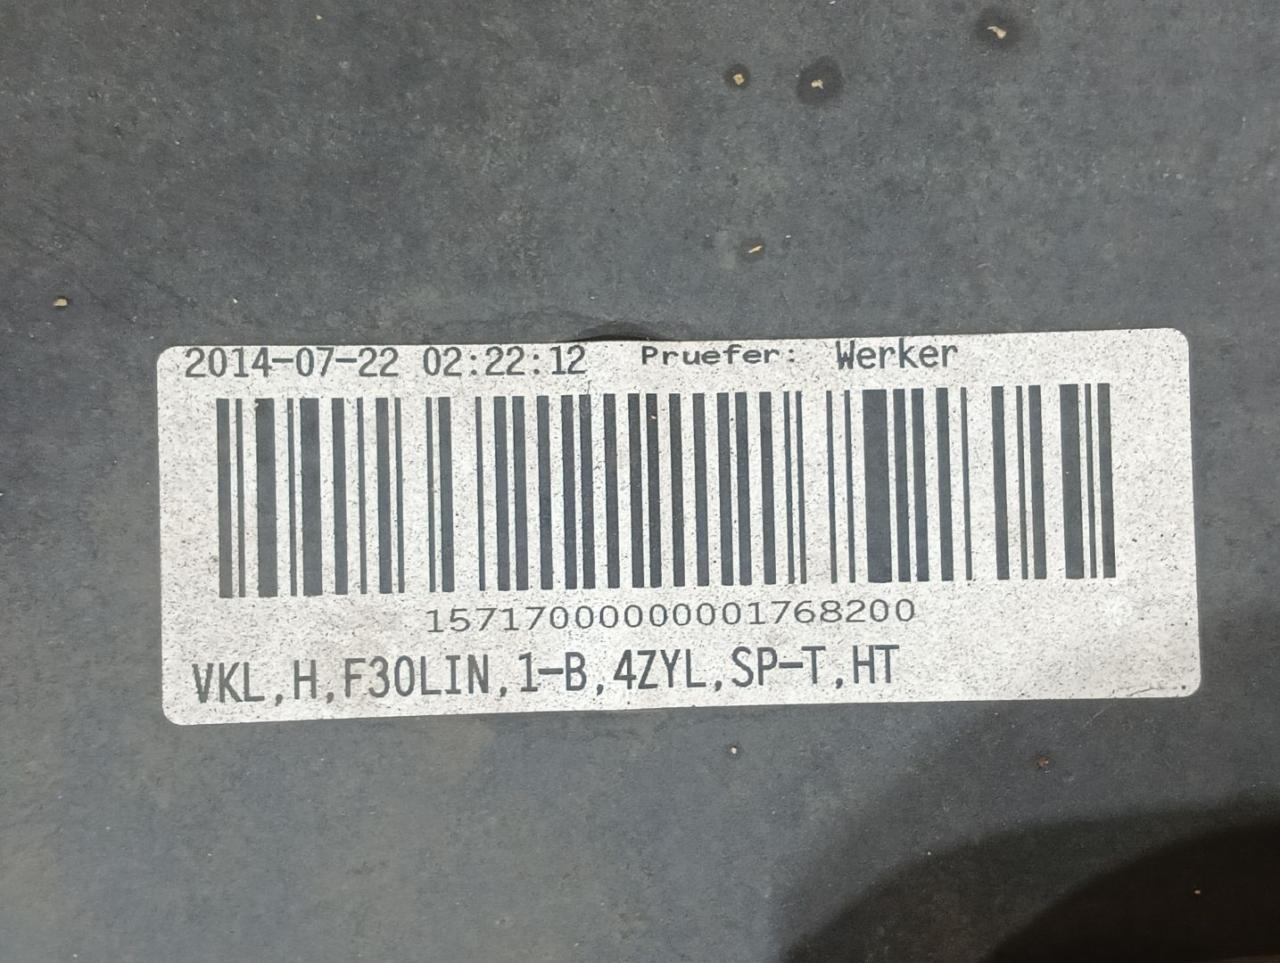 2014-07-22 02:22:12 Pruefer: Werker
15717000000001768200
VKL,H,F30LIN,1-B,4ZYL,SP-T,HT